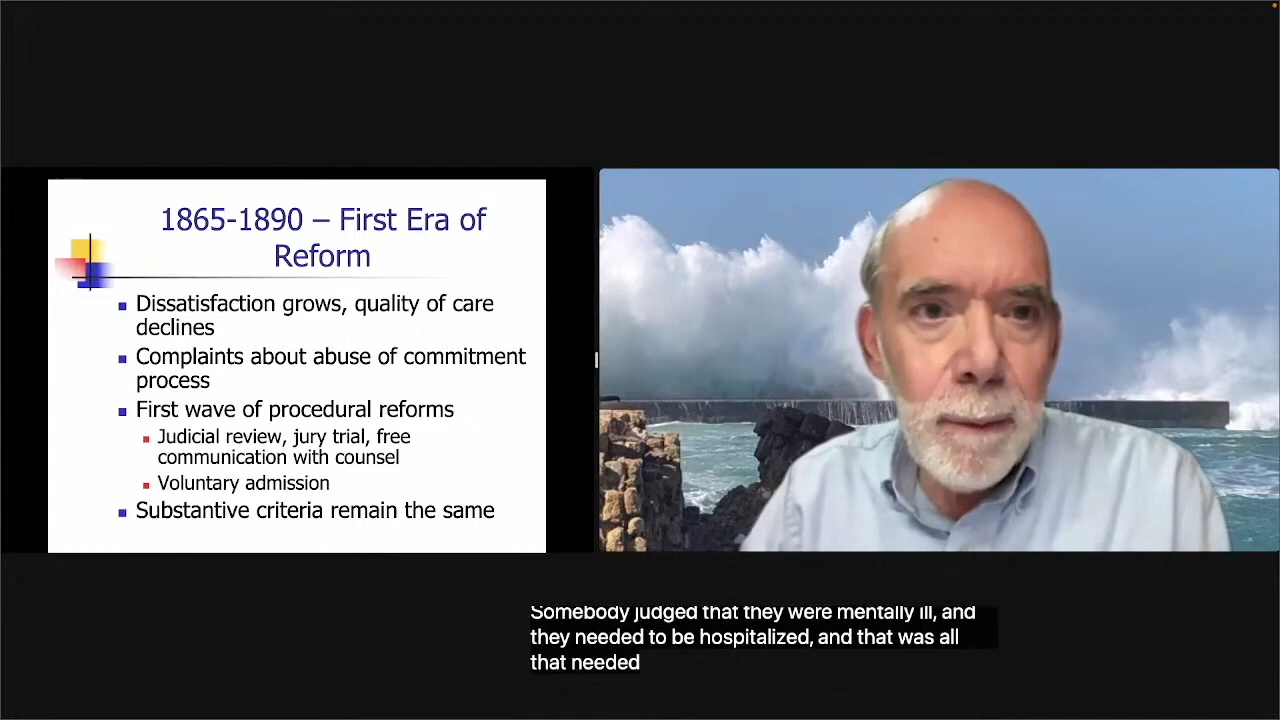 1865-1890 – First Era of
Reform
Dissatisfaction grows, quality of care
declines
Complaints about abuse of commitment
process
First wave of procedural reforms
Judicial review, jury trial, free
communication with counsel
Voluntary admission
Substantive criteria remain the same
Somebody judged that they were mentally ill, and
they needed to be hospitalized, and that was all
that needed